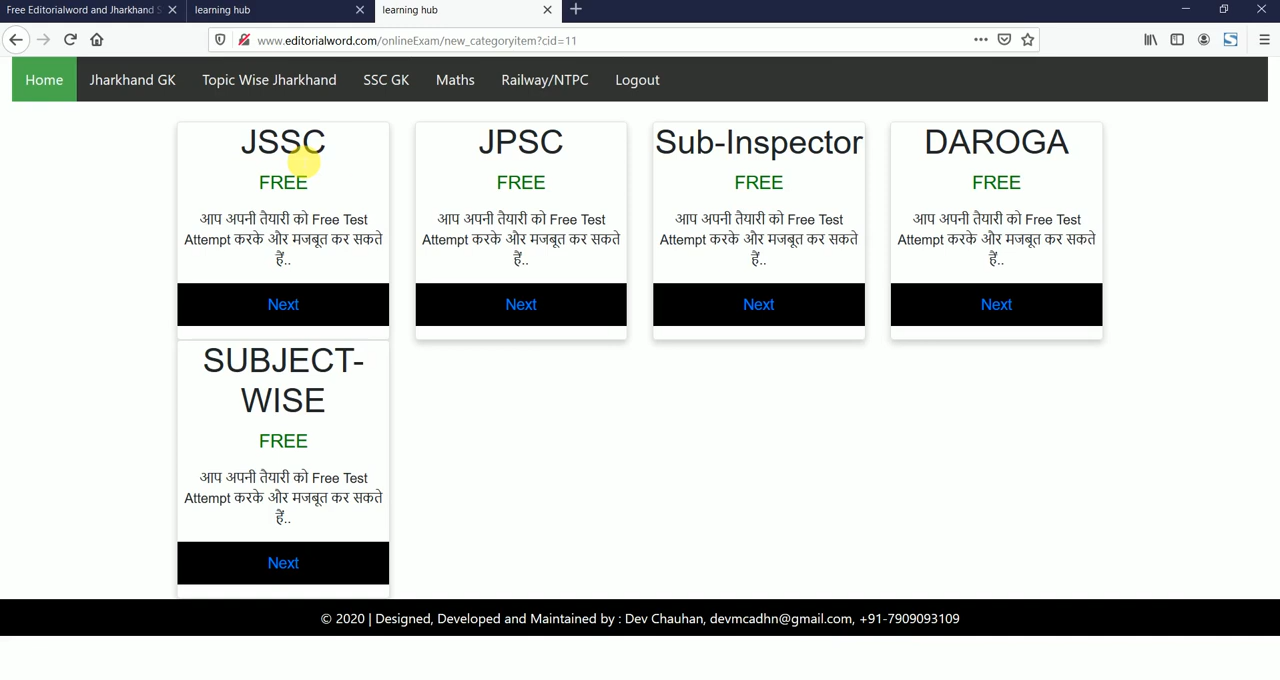 Free Editorialword and Jharkhand S
learning hub
learning hub
www.editorialword.com/onlineExam/new_categoryitem?cid=11
Home
Jharkhand GK
Topic Wise Jharkhand
SSC GK
Maths
Railway/NTPC
Logout
JSSC
FREE
आप अपनी तैयारी को Free Test
Attempt करके और मजबूत कर सकते
हैं..
Next
JPSC
FREE
आप अपनी तैयारी को Free Test
Attempt करके और मजबूत कर सकते
हैं..
Next
Sub-Inspector
FREE
आप अपनी तैयारी को Free Test
Attempt करके और मजबूत कर सकते
हैं..
Next
DAROGA
FREE
आप अपनी तैयारी को Free Test
Attempt करके और मजबूत कर सकते
हैं..
Next
SUBJECT-
WISE
FREE
आप अपनी तैयारी को Free Test
Attempt करके और मजबूत कर सकते
हैं..
Next
© 2020 | Designed, Developed and Maintained by : Dev Chauhan, devmcadhn@gmail.com, +91-7909093109